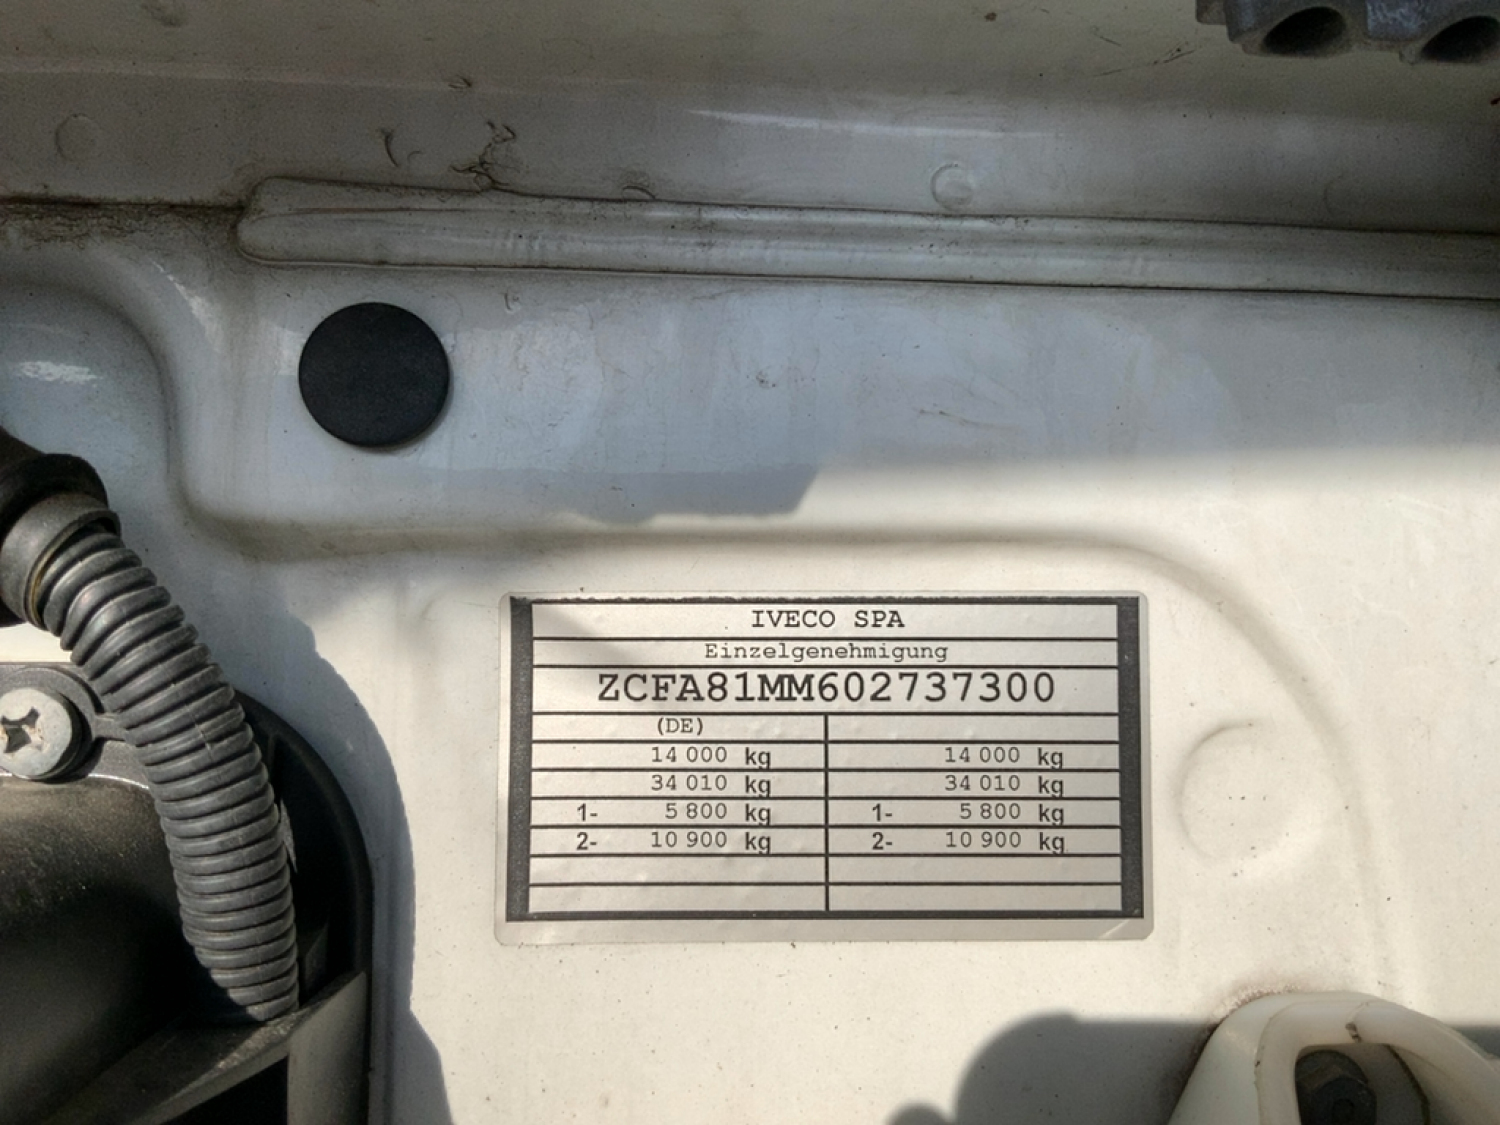 IVECO SPA
Einzelgenehmigung
ZCFA81MM602737300
(DE)
14 000 kg 14 000 kg
34 010 kg 34 010 kg
1- 5 800 kg 1- 5 800 kg
2- 10 900 kg 2- 10 900 kg